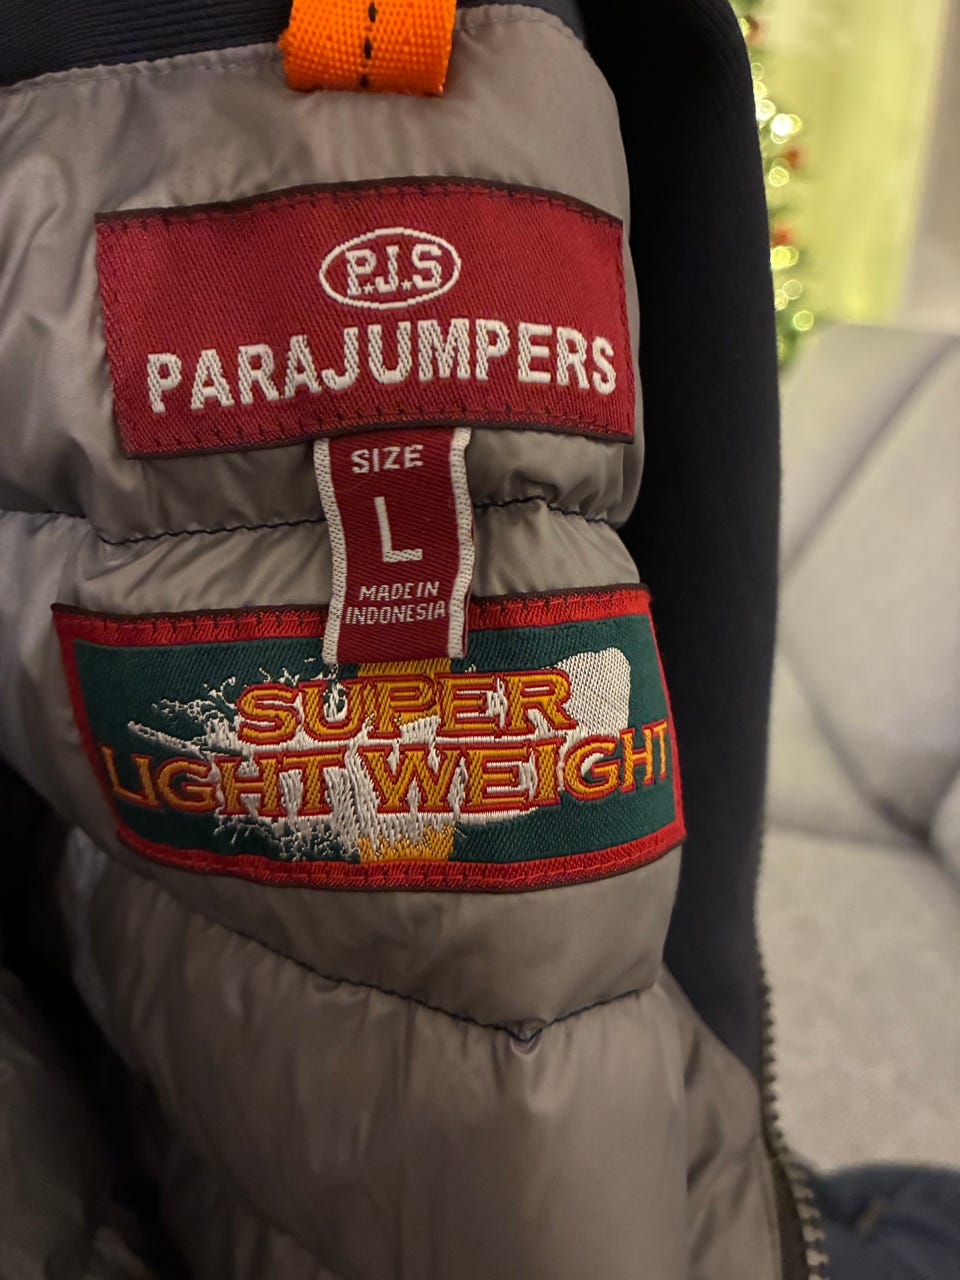 P.J.S
PARAJUMPERS
SIZE
L
MADE IN
INDONESIA
SUPER
LIGHT WEIGHT